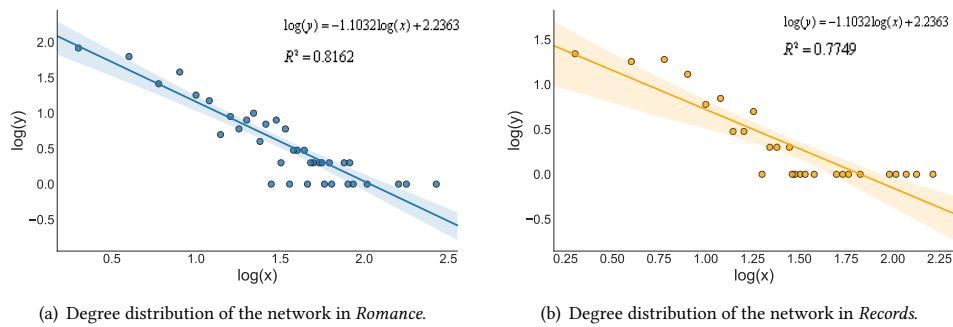 log(y) = −1.1032log(x) + 2.2363
R² = 0.8162
2.0
1.5
1.0
0.5
0.0
−0.5
log(y)
0.5 1.0 1.5 2.0 2.5
log(x)
(a) Degree distribution of the network in Romance.
log(y) = −1.1032log(x) + 2.2363
R² = 0.7749
1.5
1.0
0.5
0.0
−0.5
log(y)
0.25 0.50 0.75 1.00 1.25 1.50 1.75 2.00 2.25
log(x)
(b) Degree distribution of the network in Records.